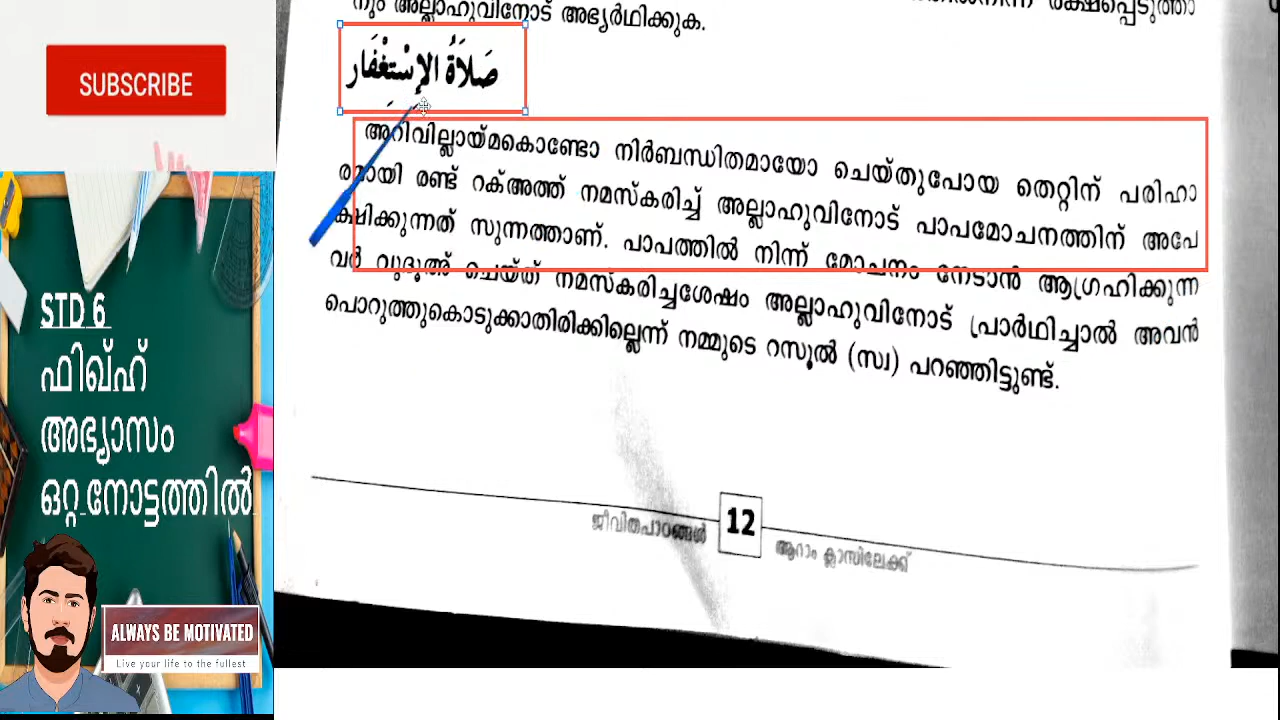 SUBSCRIBE
STD 6
ഫിഖ്ഹ്
അഭ്യാസം
ഒറ്റ നോട്ടത്തിൽ
ALWAYS BE MOTIVATED
Live your life to the fullest
രക്ഷപ്പെടുത്താ
നും അല്ലാഹുവിനോട് അഭ്യർഥിക്കുക.
صَلَاةُ الإِسْتِغْفَار
അറിവില്ലായ്മകൊണ്ടോ നിർബന്ധിതമായോ ചെയ്തുപോയ തെറ്റിന് പരിഹാ
രമായി രണ്ട് റക്അത്ത് നമസ്കരിച്ച് അല്ലാഹുവിനോട് പാപമോചനത്തിന് അപേ
ക്ഷിക്കുന്നത് സുന്നത്താണ്. പാപത്തിൽ നിന്ന് മോചനം നേടാൻ ആഗ്രഹിക്കുന്ന
വർ വുദൂഅ് ചെയ്ത് നമസ്കരിച്ചശേഷം അല്ലാഹുവിനോട് പ്രാർഥിച്ചാൽ അവൻ
പൊറുത്തുകൊടുക്കാതിരിക്കില്ലെന്ന് നമ്മുടെ റസൂൽ (സ്വ) പറഞ്ഞിട്ടുണ്ട്.
ജീവിതപാഠങ്ങൾ 12 ആറാം ക്ലാസിലേക്ക്